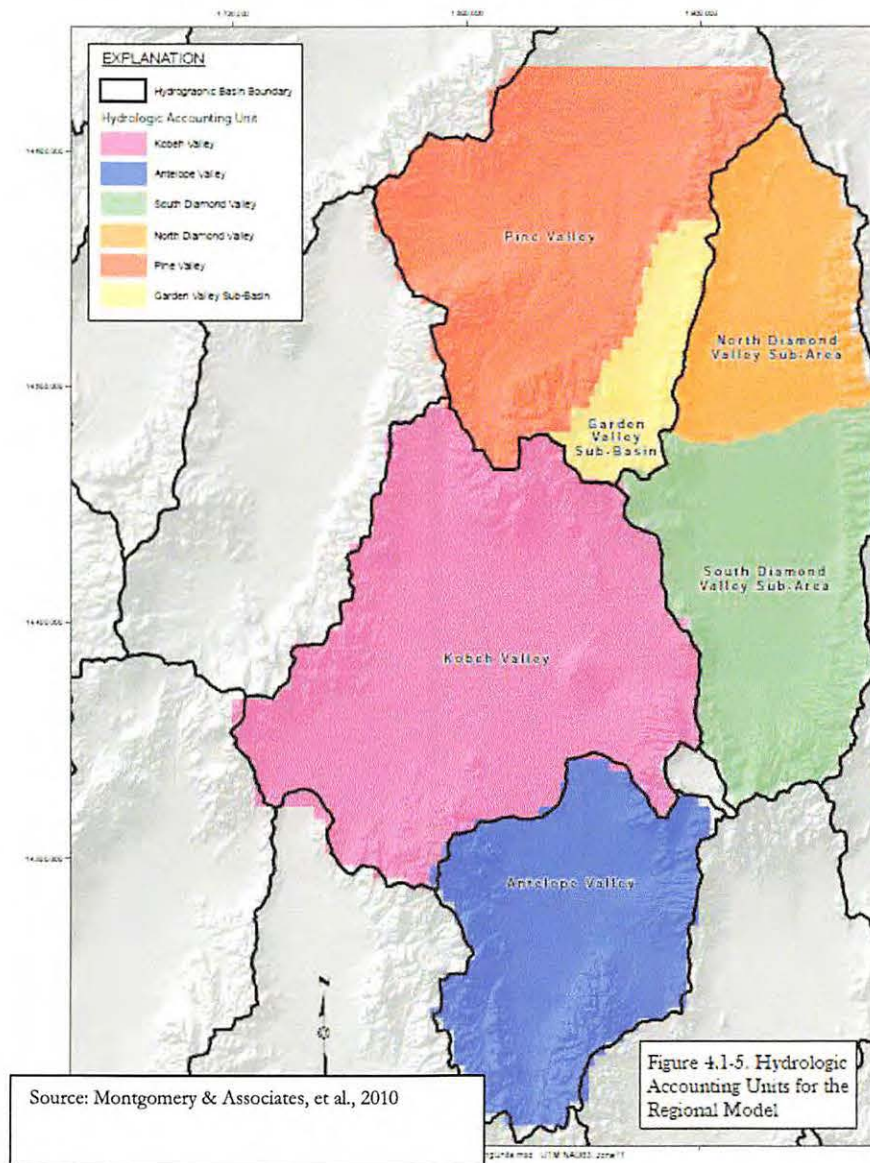 EXPLANATION
Hydrographic Basin Boundary
Hydrologic Accounting Unit
Kobeh Valley
Antelope Valley
South Diamond Valley
North Diamond Valley
Pine Valley
Garden Valley Sub-Basin
Pine Valley
North Diamond
Valley Sub-Area
Garden
Valley
Sub-Basin
South Diamond
Valley Sub-Area
Kobeh Valley
Antelope Valley
Figure 4.1-5. Hydrologic
Accounting Units for the
Regional Model
Source: Montgomery & Associates, et al., 2010